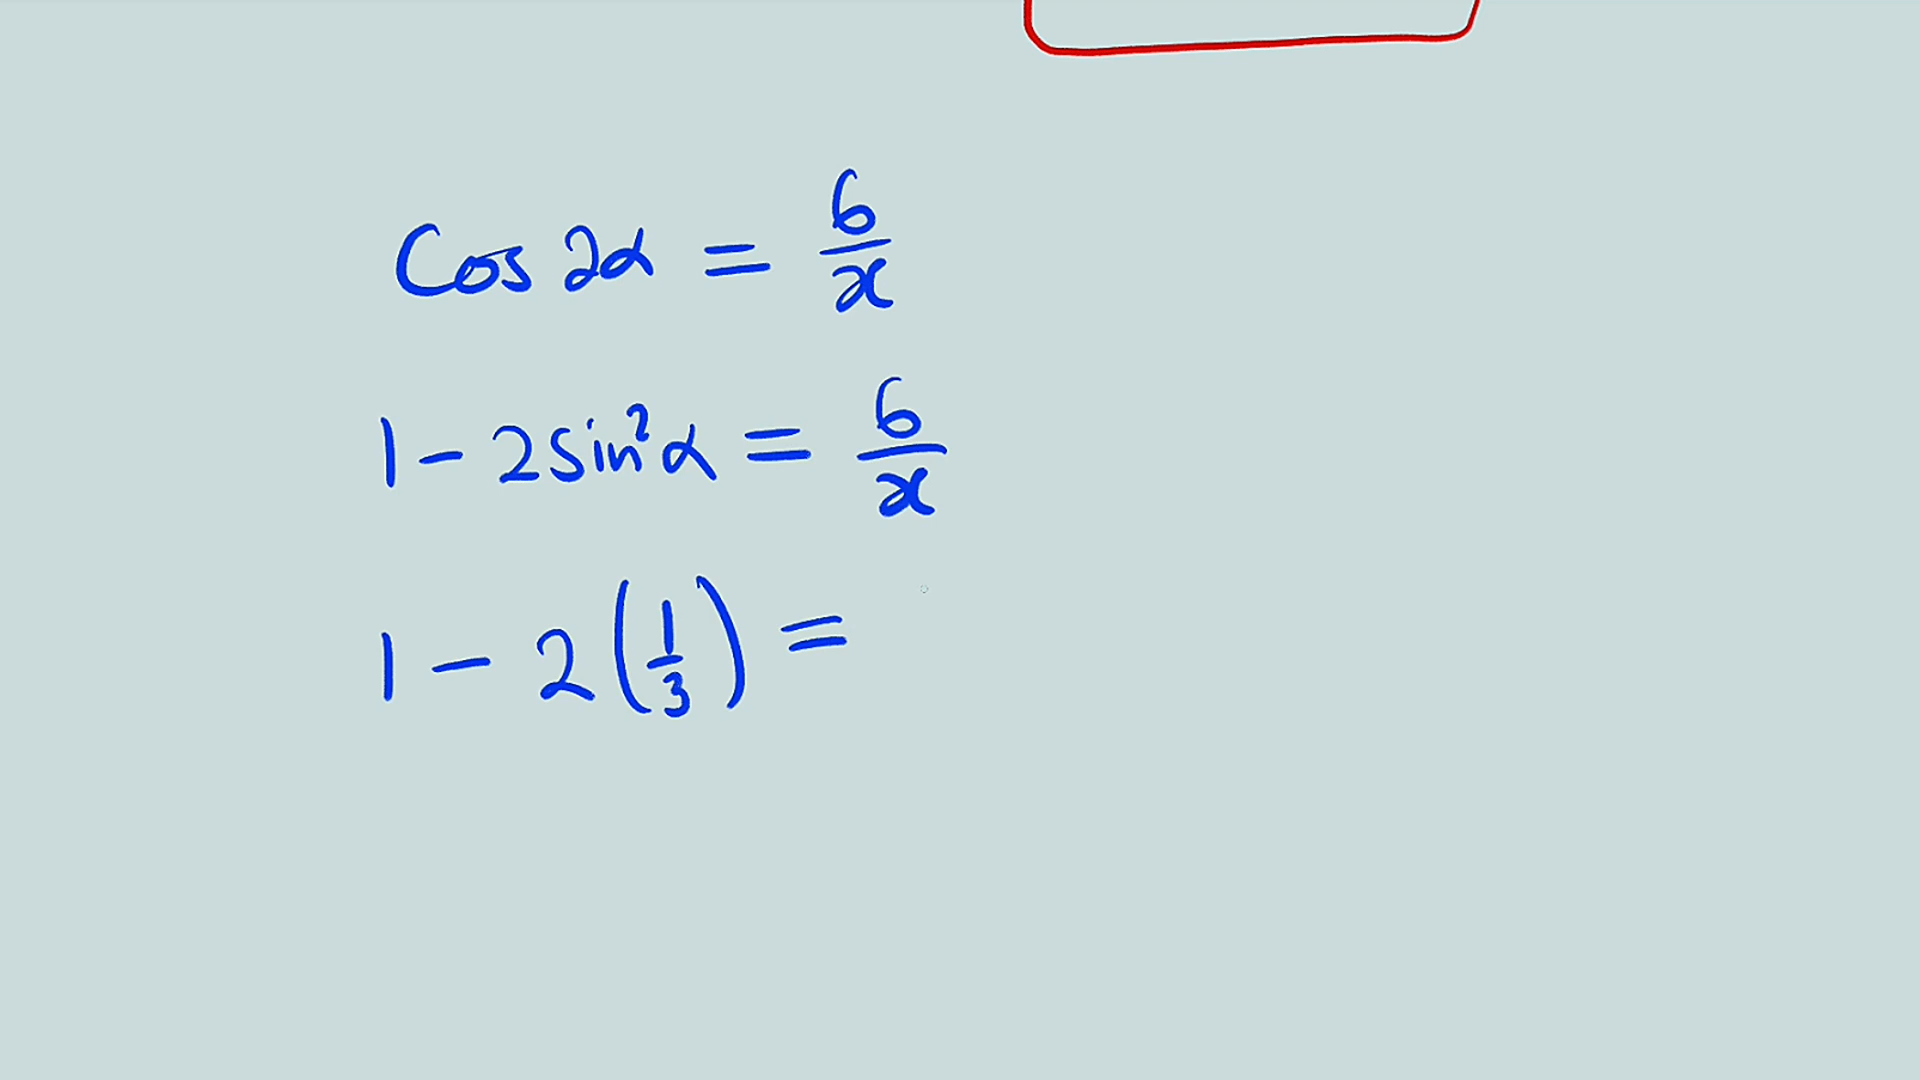 Cos 2α = 6/x
1 - 2sin²α = 6/x
1 - 2(1/3) =